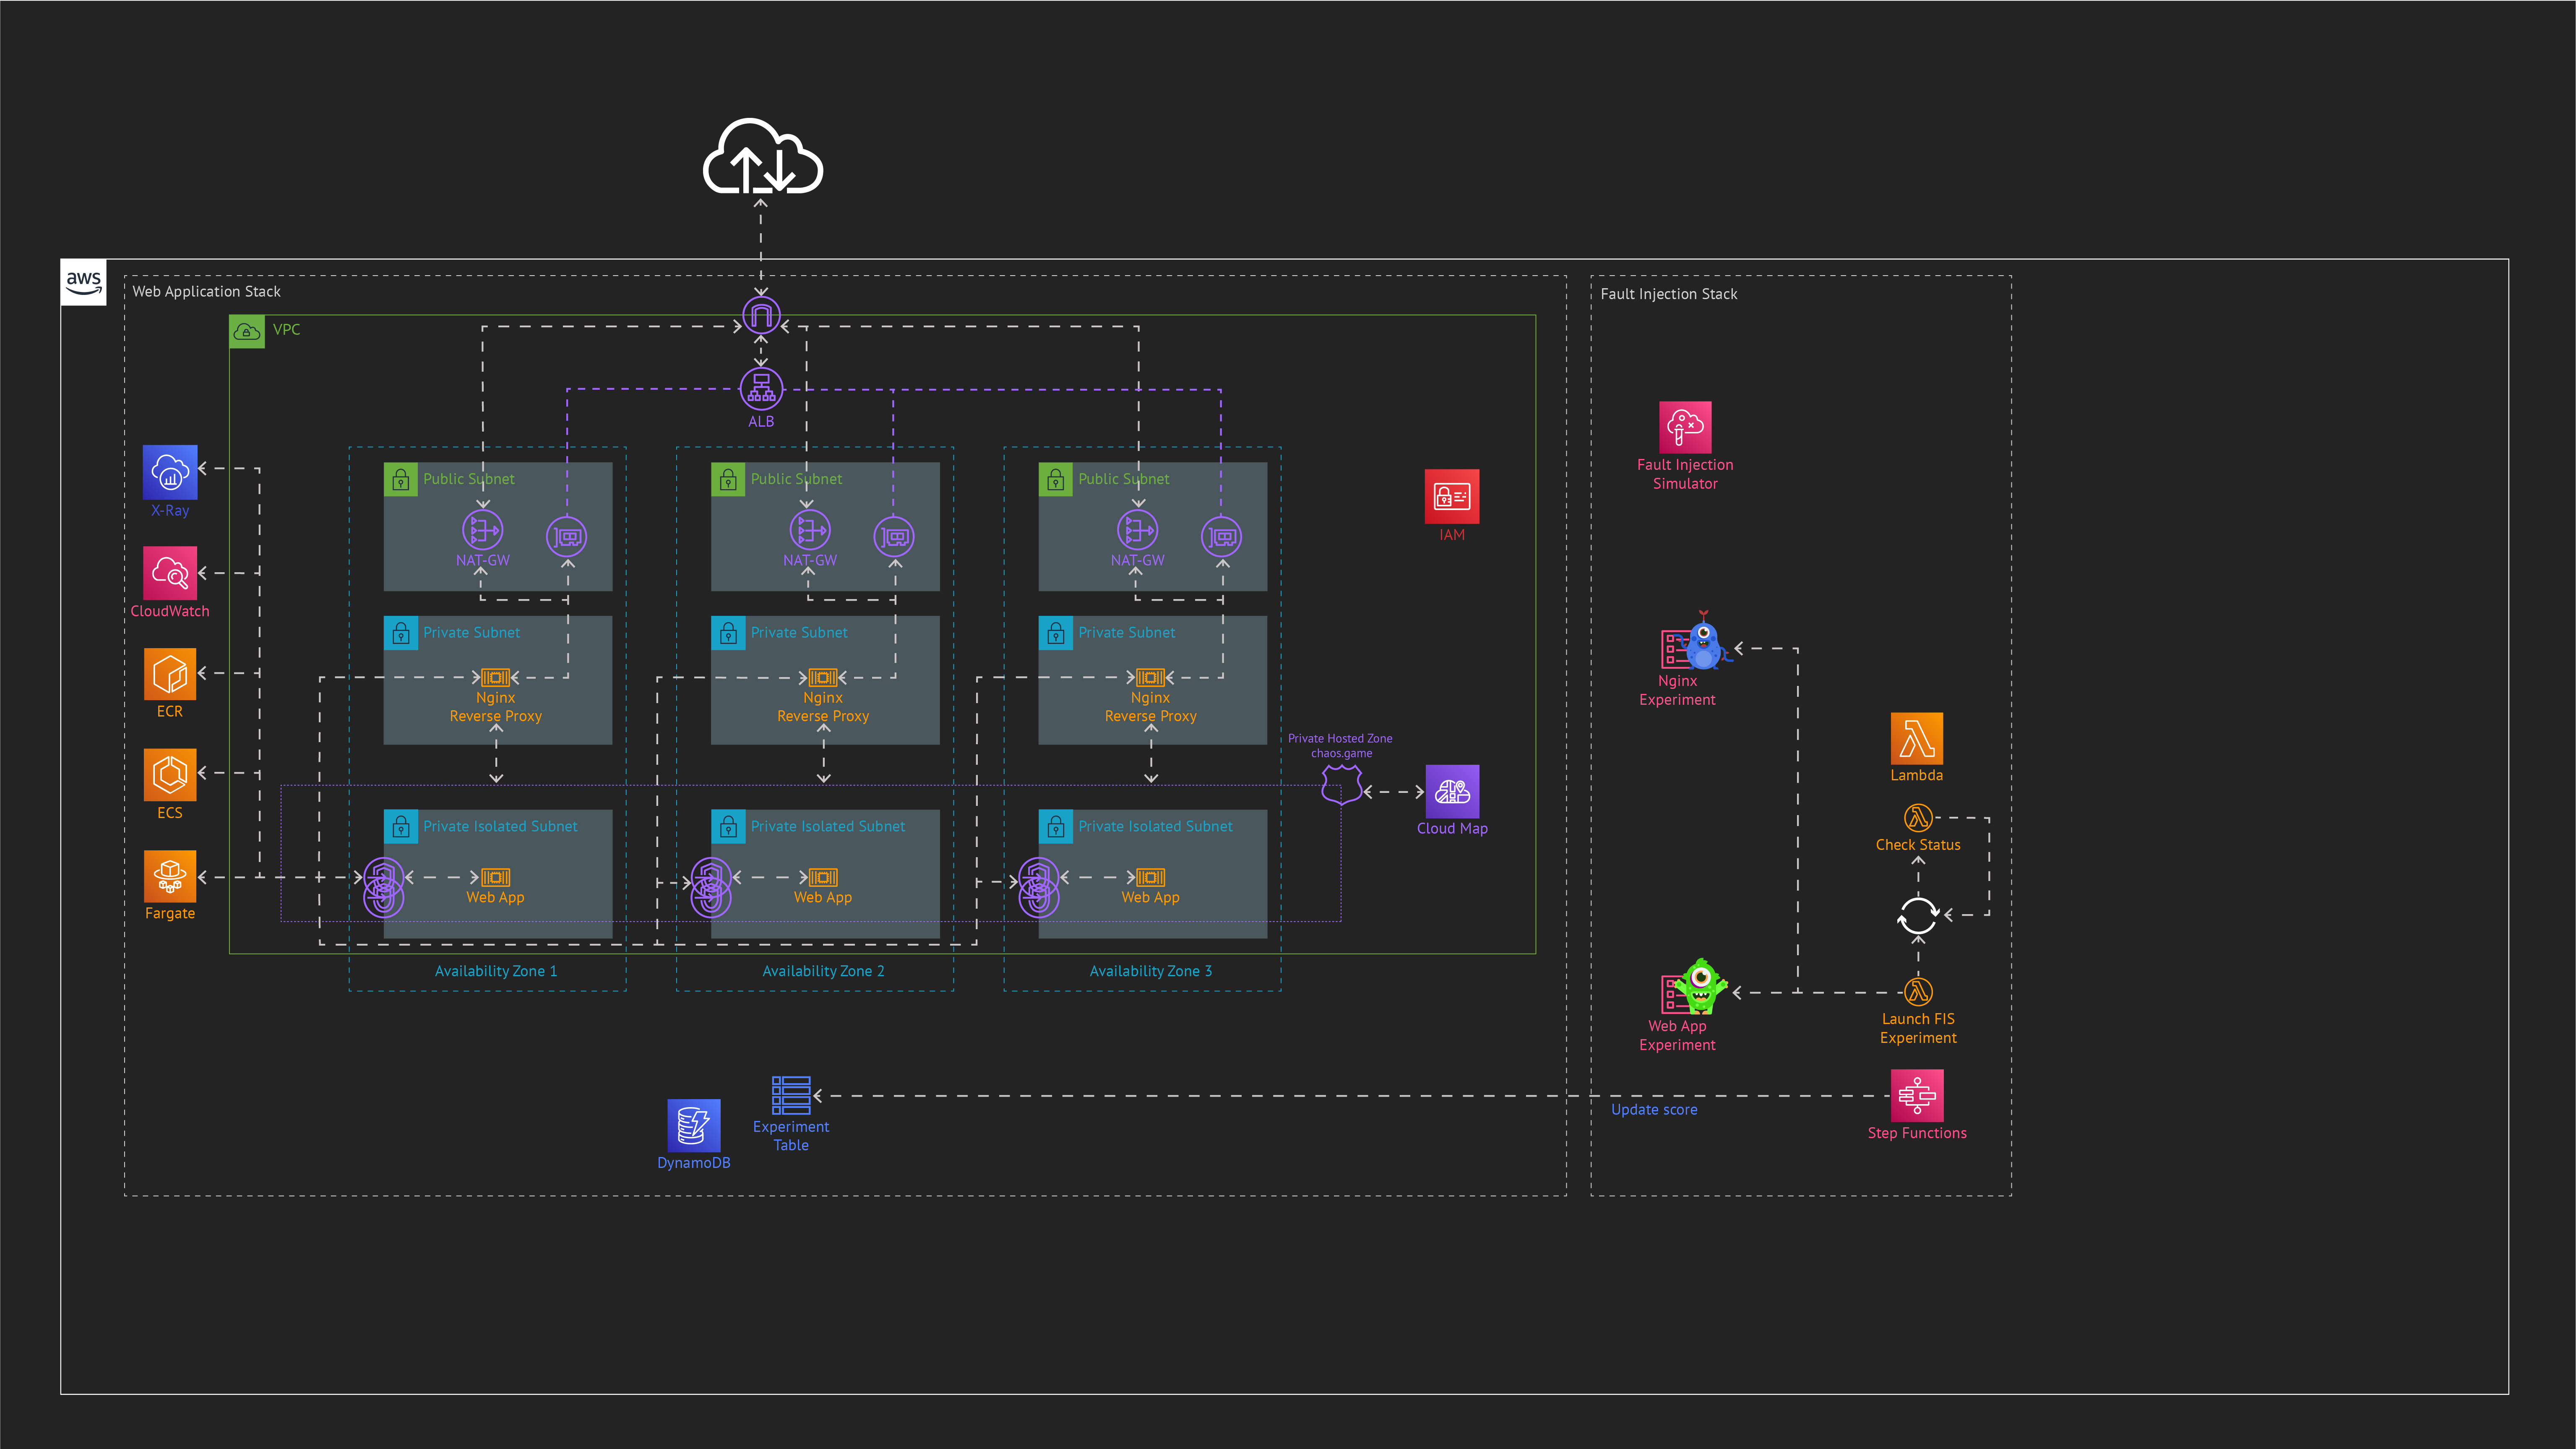 aws
Web Application Stack
Fault Injection Stack
VPC
ALB
Public Subnet
Public Subnet
Public Subnet
NAT-GW
NAT-GW
NAT-GW
X-Ray
CloudWatch
ECR
ECS
Fargate
IAM
Private Subnet
Private Subnet
Private Subnet
Nginx
Reverse Proxy
Nginx
Reverse Proxy
Nginx
Reverse Proxy
Private Hosted Zone
chaos.game
Cloud Map
Private Isolated Subnet
Private Isolated Subnet
Private Isolated Subnet
Web App
Web App
Web App
Availability Zone 1
Availability Zone 2
Availability Zone 3
DynamoDB
Experiment
Table
Fault Injection
Simulator
Nginx
Experiment
Lambda
Check Status
Web App
Experiment
Launch FIS
Experiment
Update score
Step Functions